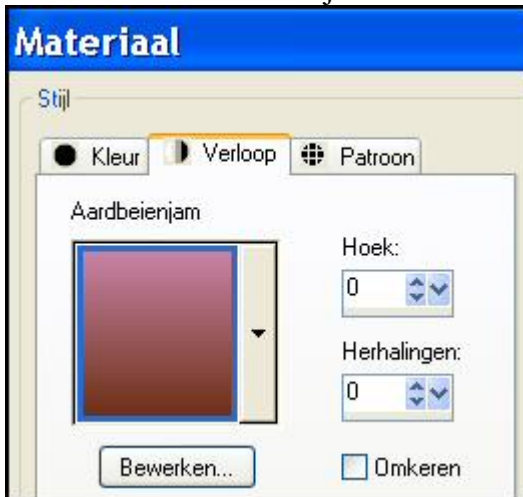 Materiaal
Stijl
Kleur Verloop Patroon
Aardbeienjam
Hoek:
0
Herhalingen:
0
Bewerken...
Omkeren